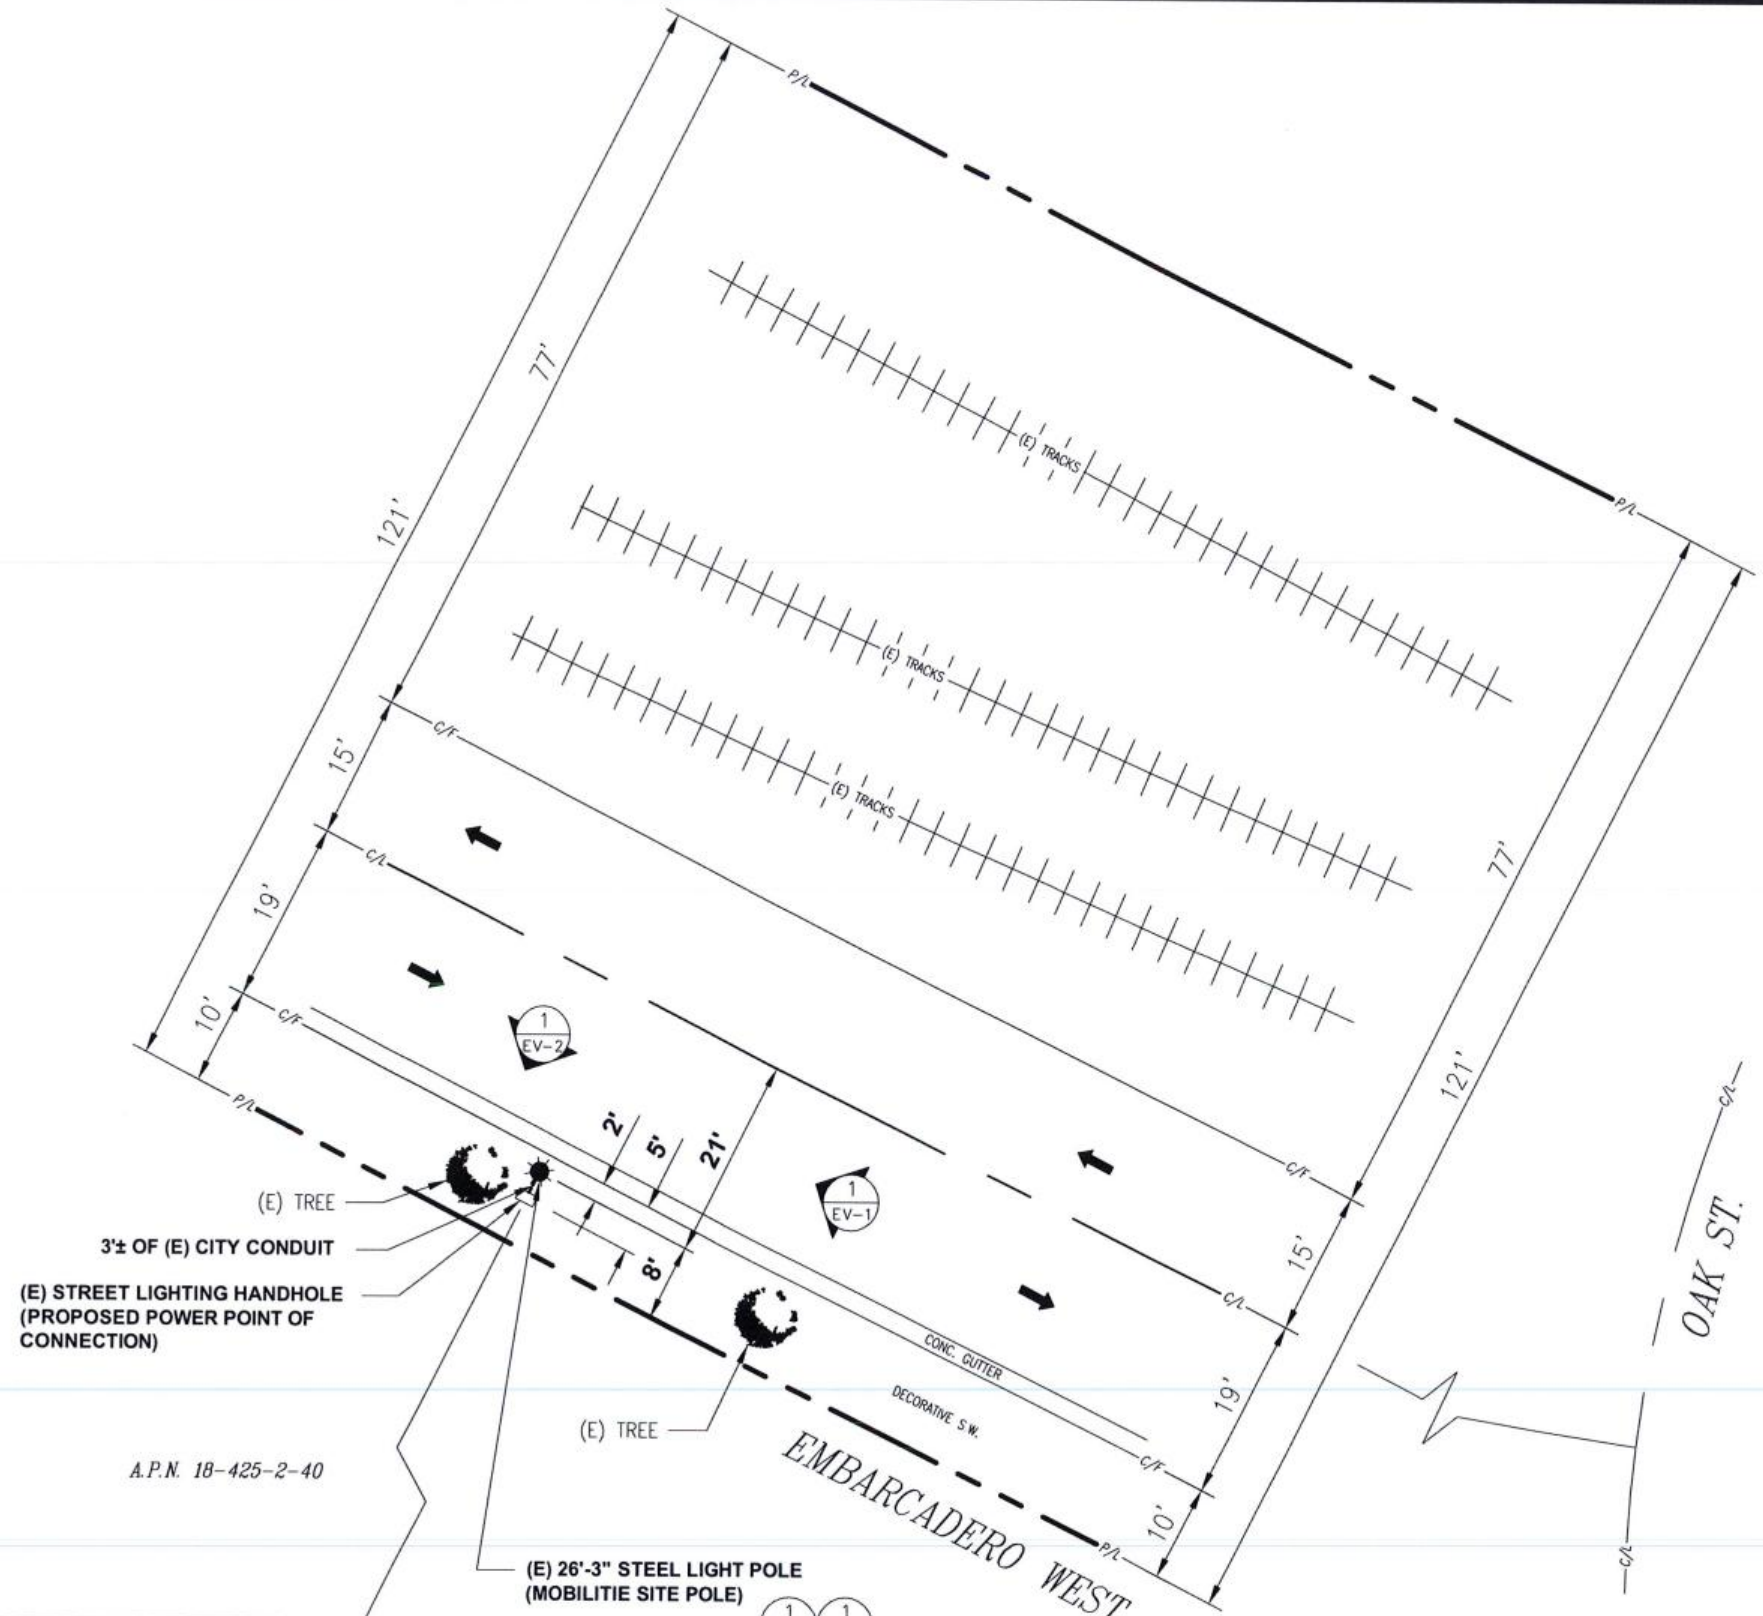 P/L
77'
121'
(E) TRACKS
P/L
(E) TRACKS
(E) TRACKS
C/F
15'
C/L
19'
77'
10'
C/F
1
EV-2
121'
C/L
P/L
2'
5'
21'
C/F
1
EV-1
(E) TREE
3'± OF (E) CITY CONDUIT
(E) STREET LIGHTING HANDHOLE
(PROPOSED POWER POINT OF
CONNECTION)
8'
15'
OAK ST.
C/L
CONC. GUTTER
DECORATIVE S.W.
19'
(E) TREE
C/F
A.P.N. 18-425-2-40
EMBARCADERO WEST
10'
P/L
C/L
(E) 26'-3" STEEL LIGHT POLE
(MOBILITIE SITE POLE)
1
1